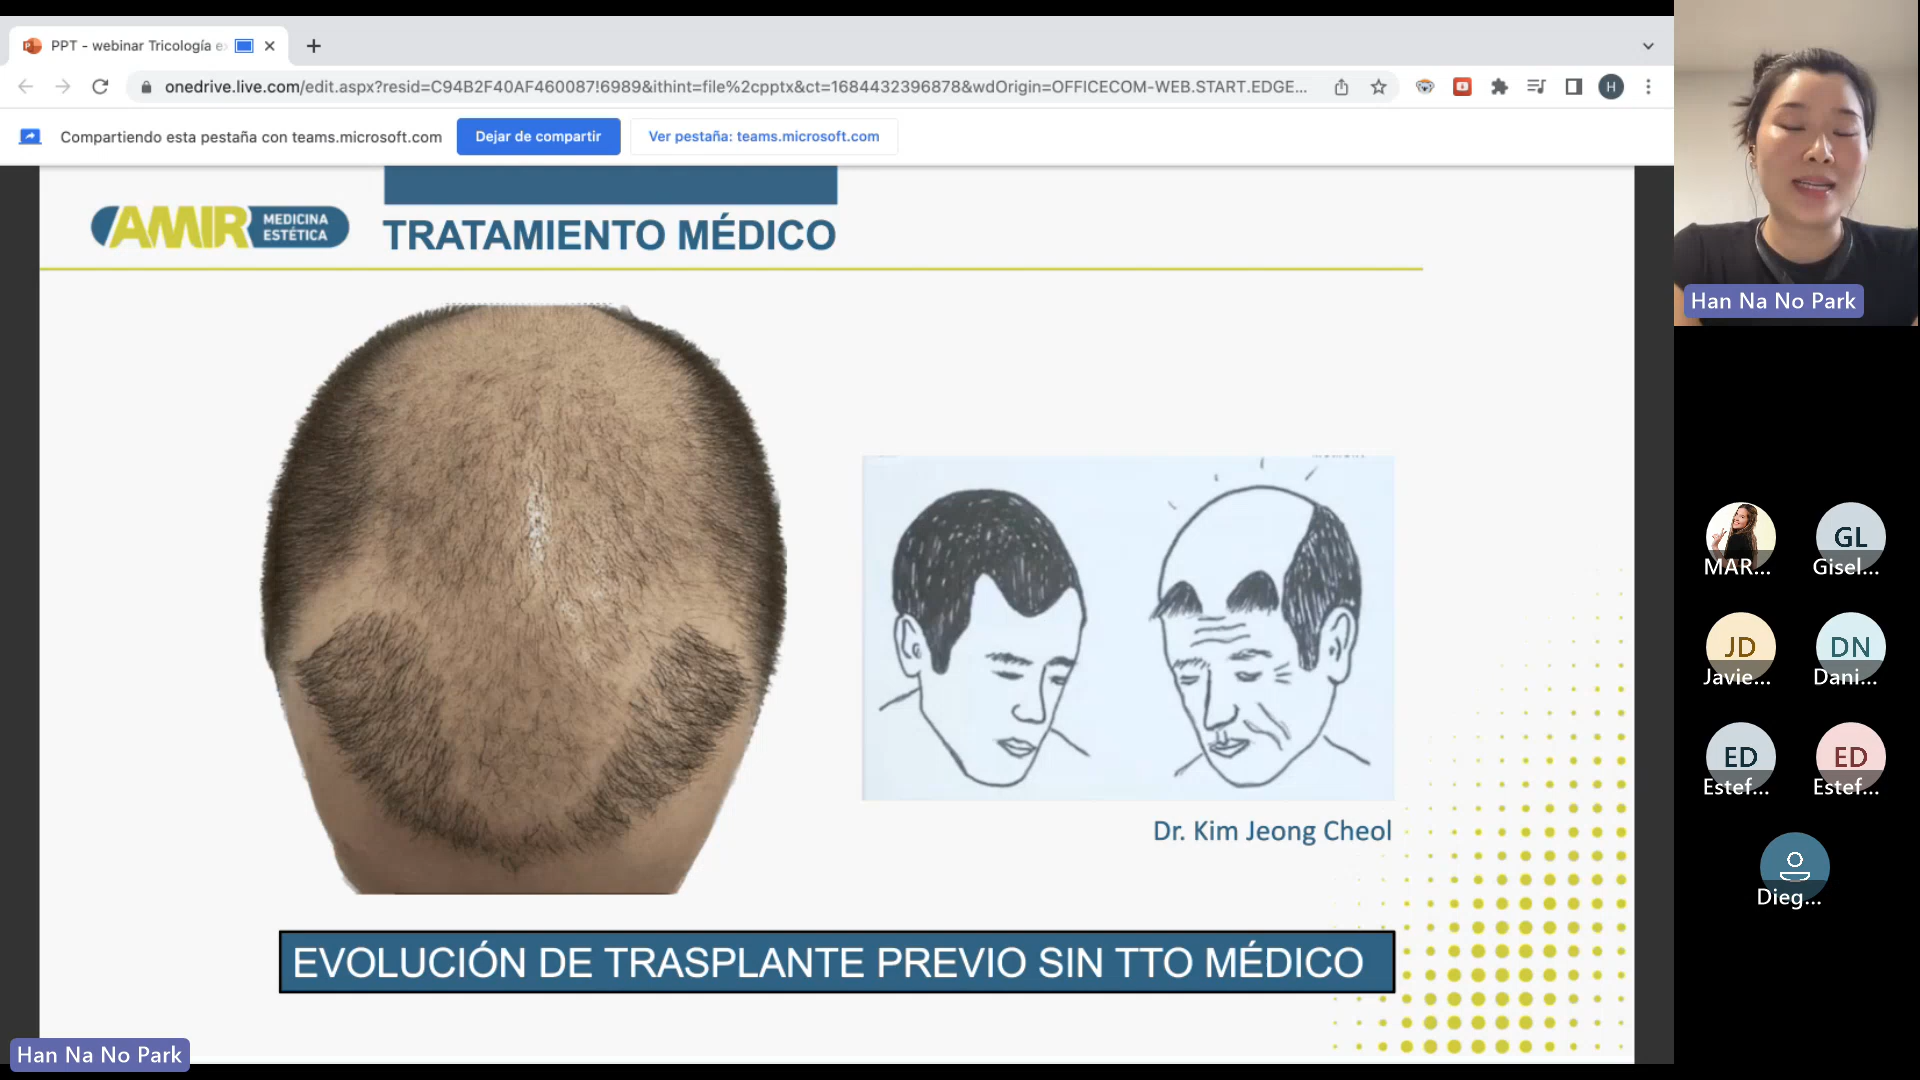 PPT - webinar Tricología e
onedrive.live.com/edit.aspx?resid=C94B2F40AF460087!6989&ithint=file%2cpptx&ct=1684432396878&wdOrigin=OFFICECOM-WEB.START.EDGE...
H
Compartiendo esta pestaña con teams.microsoft.com
Dejar de compartir
Ver pestaña: teams.microsoft.com
AMIR MEDICINA
ESTÉTICA
TRATAMIENTO MÉDICO
Dr. Kim Jeong Cheol
EVOLUCIÓN DE TRASPLANTE PREVIO SIN TTO MÉDICO
Han Na No Park
Han Na No Park
MAR...
GL
Gisel...
JD
Javie...
DN
Dani...
ED
Estef...
ED
Estef...
Dieg...